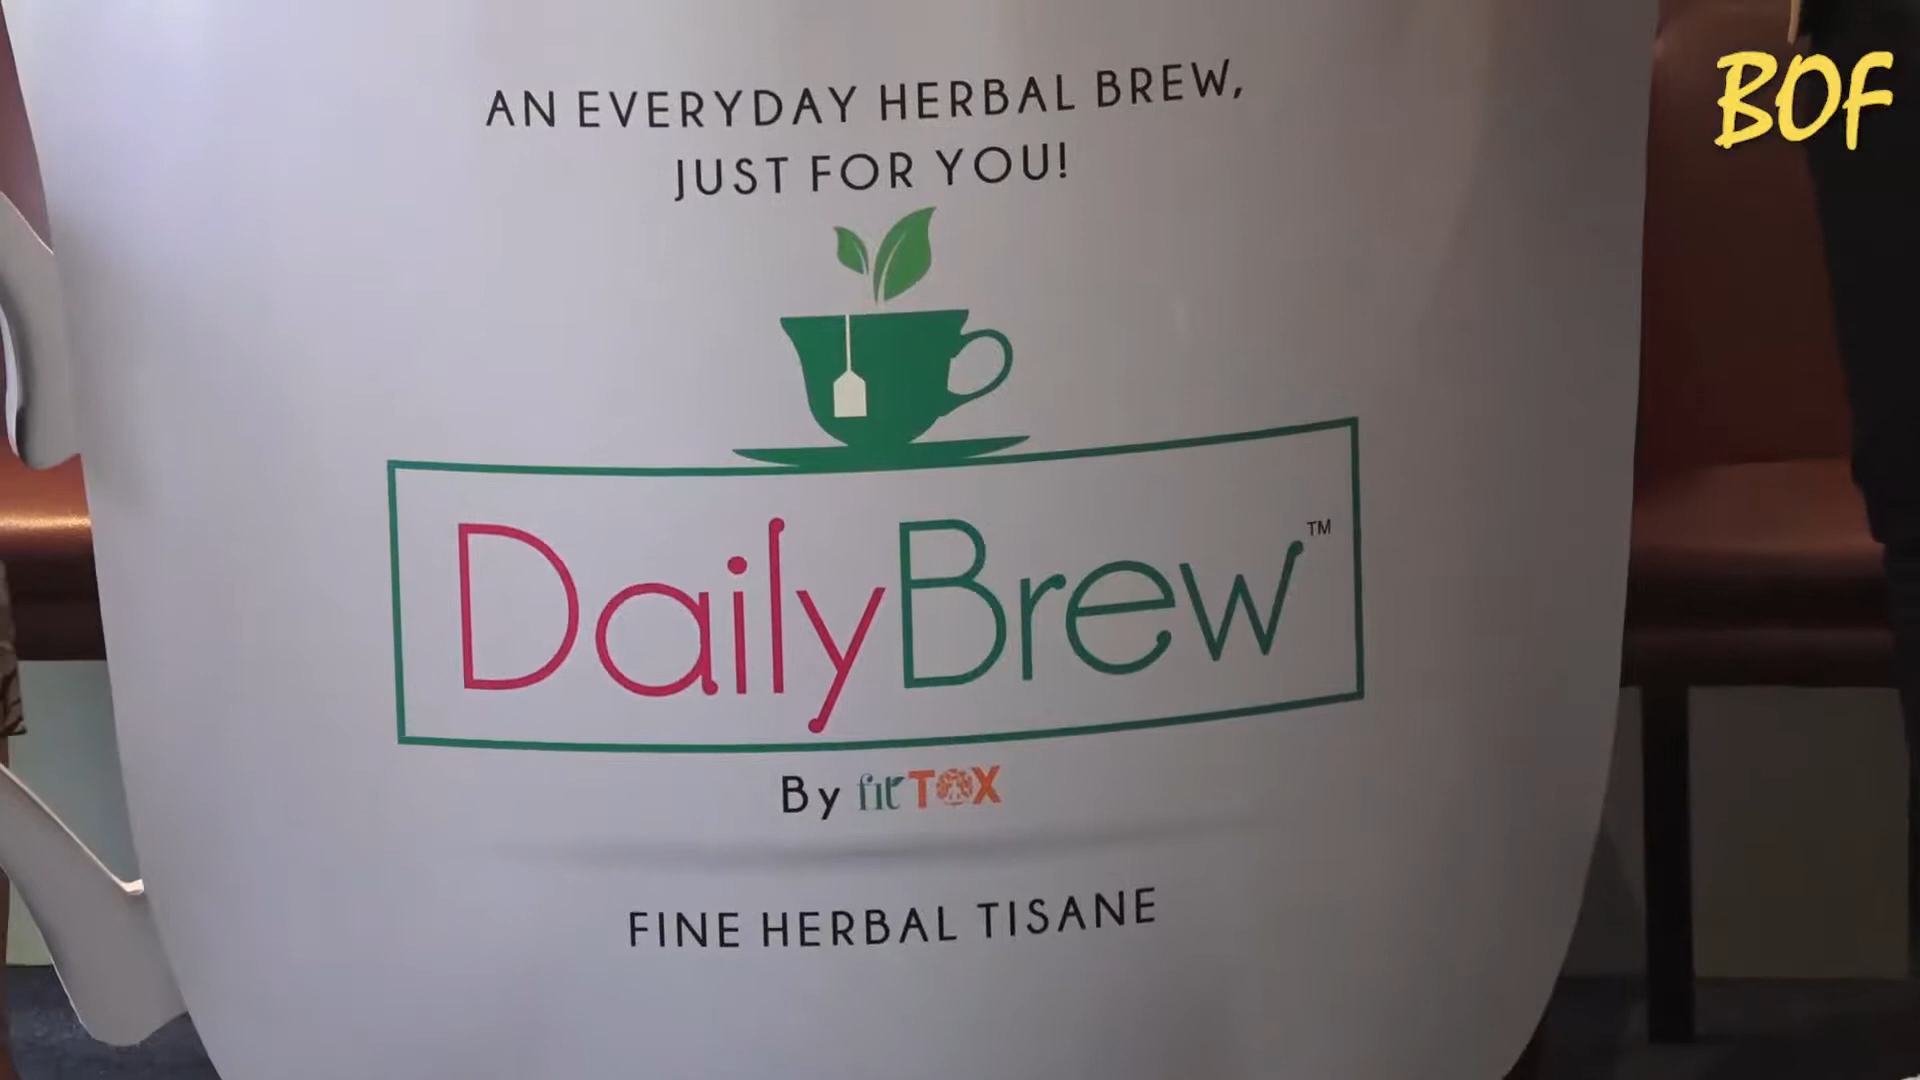 BOF
AN EVERYDAY HERBAL BREW,
JUST FOR YOU!
DailyBrew™
By fitTOX
FINE HERBAL TISANE